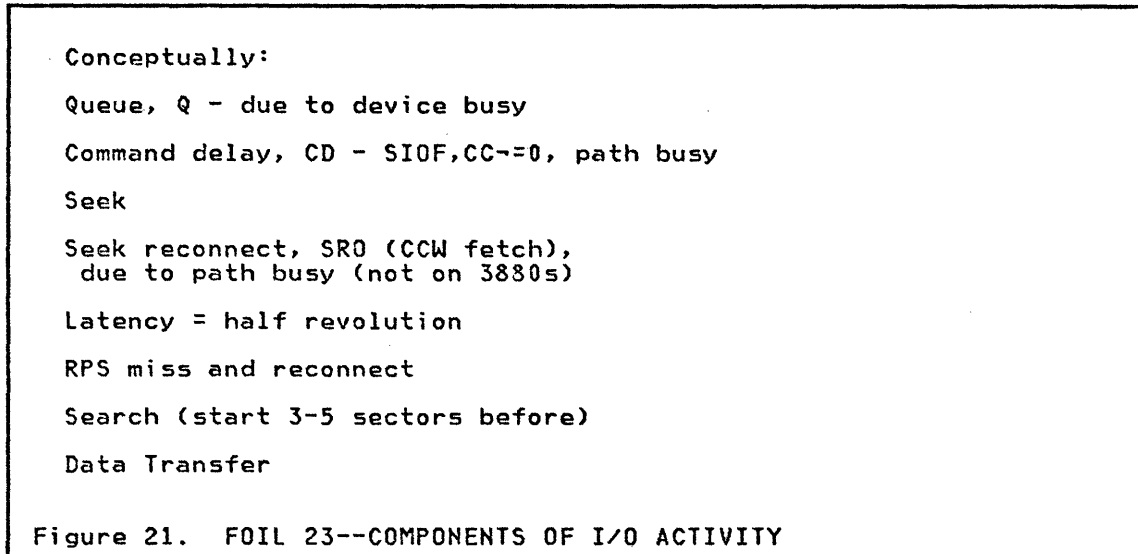 Conceptually:
Queue, Q - due to device busy
Command delay, CD - SIOF,CC¬=0, path busy
Seek
Seek reconnect, SRO (CCW fetch),
due to path busy (not on 3880s)
Latency = half revolution
RPS miss and reconnect
Search (start 3-5 sectors before)
Data Transfer
Figure 21. FOIL 23--COMPONENTS OF I/O ACTIVITY